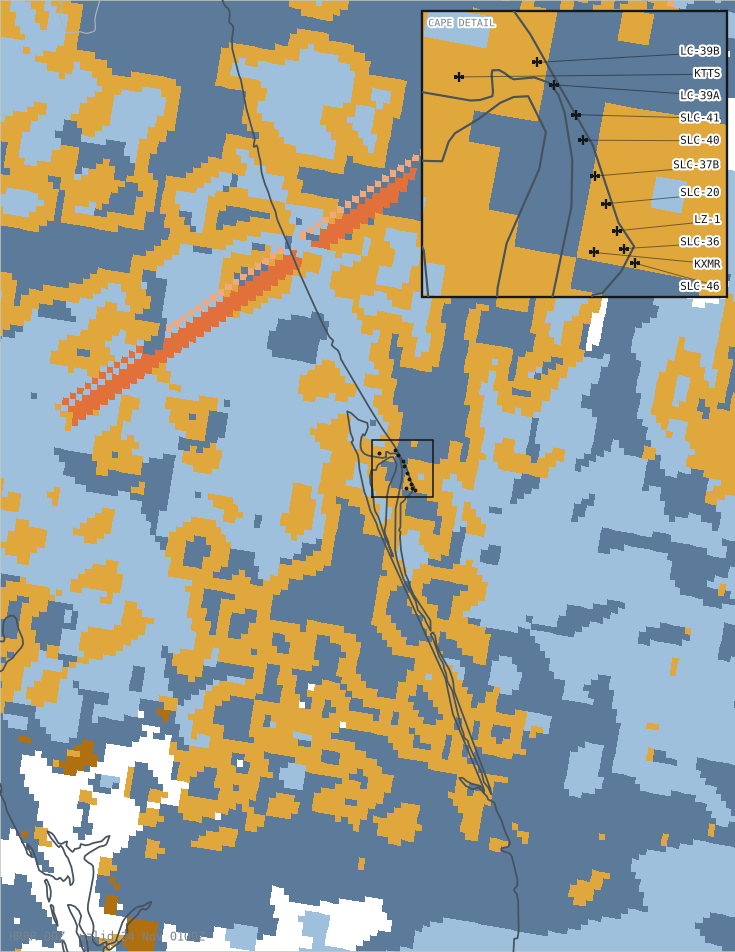 CAPE DETAIL
LC-39B
KTTS
LC-39A
SLC-41
SLC-40
SLC-37B
SLC-20
LZ-1
SLC-36
KXMR
SLC-46